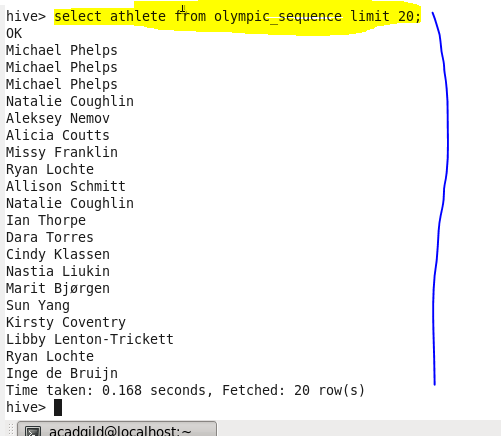 hive> select athlete from olympic_sequence limit 20;
OK
Michael Phelps
Michael Phelps
Michael Phelps
Natalie Coughlin
Aleksey Nemov
Alicia Coutts
Missy Franklin
Ryan Lochte
Allison Schmitt
Natalie Coughlin
Ian Thorpe
Dara Torres
Cindy Klassen
Nastia Liukin
Marit Bjørgen
Sun Yang
Kirsty Coventry
Libby Lenton-Trickett
Ryan Lochte
Inge de Bruijn
Time taken: 0.168 seconds, Fetched: 20 row(s)
hive>
acadgild@localhost:~